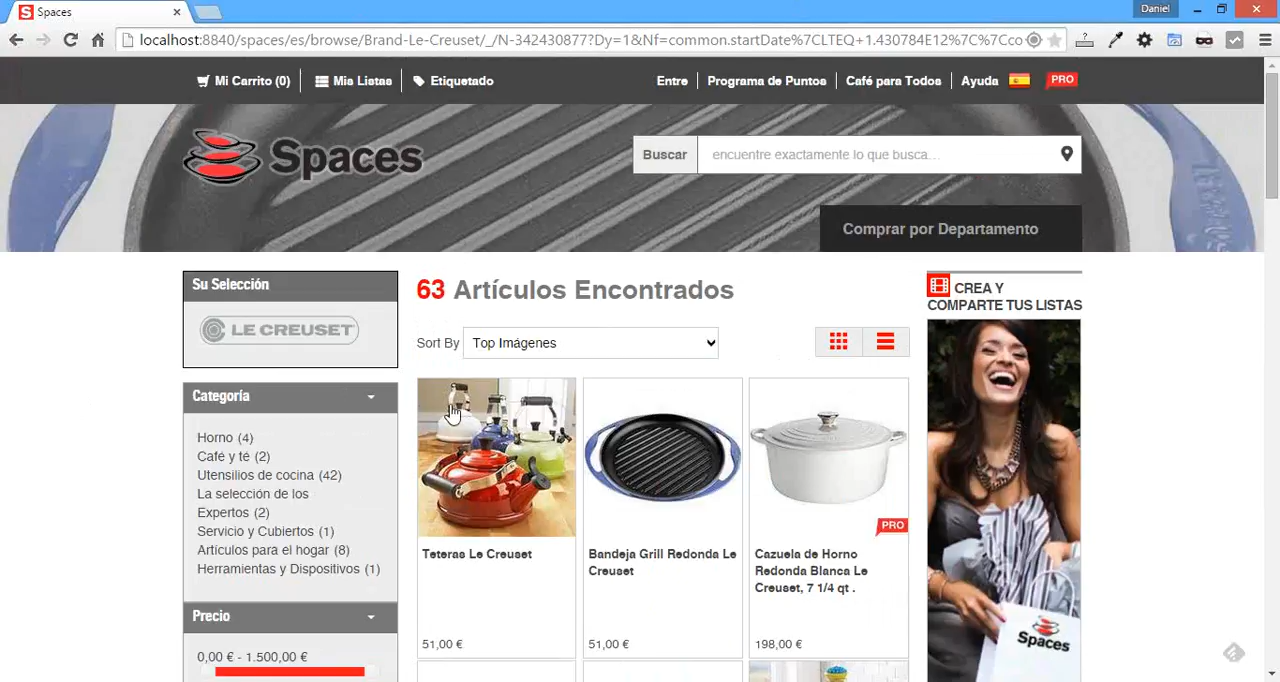 Spaces
Daniel
localhost:8840/spaces/es/browse/Brand-Le-Creuset/_/N-342430877?Dy=1&Nf=common.startDate%7CLTEQ+1.430784E12%7C%7Cco
Mi Carrito (0)
Mia Listas
Etiquetado
Entre
Programa de Puntos
Café para Todos
Ayuda
PRO
Spaces
Buscar
encuentre exactamente lo que busca...
Comprar por Departamento
Su Selección
LE CREUSET
Categoría
Horno (4)
Café y té (2)
Utensilios de cocina (42)
La selección de los
Expertos (2)
Servicio y Cubiertos (1)
Artículos para el hogar (8)
Herramientas y Dispositivos (1)
Precio
0,00 € - 1.500,00 €
63 Artículos Encontrados
Sort By
Top Imágenes
Teteras Le Creuset
51,00 €
Bandeja Grill Redonda Le
Creuset
51,00 €
PRO
Cazuela de Horno
Redonda Blanca Le
Creuset, 7 1/4 qt .
198,00 €
CREA Y
COMPARTE TUS LISTAS
Spaces